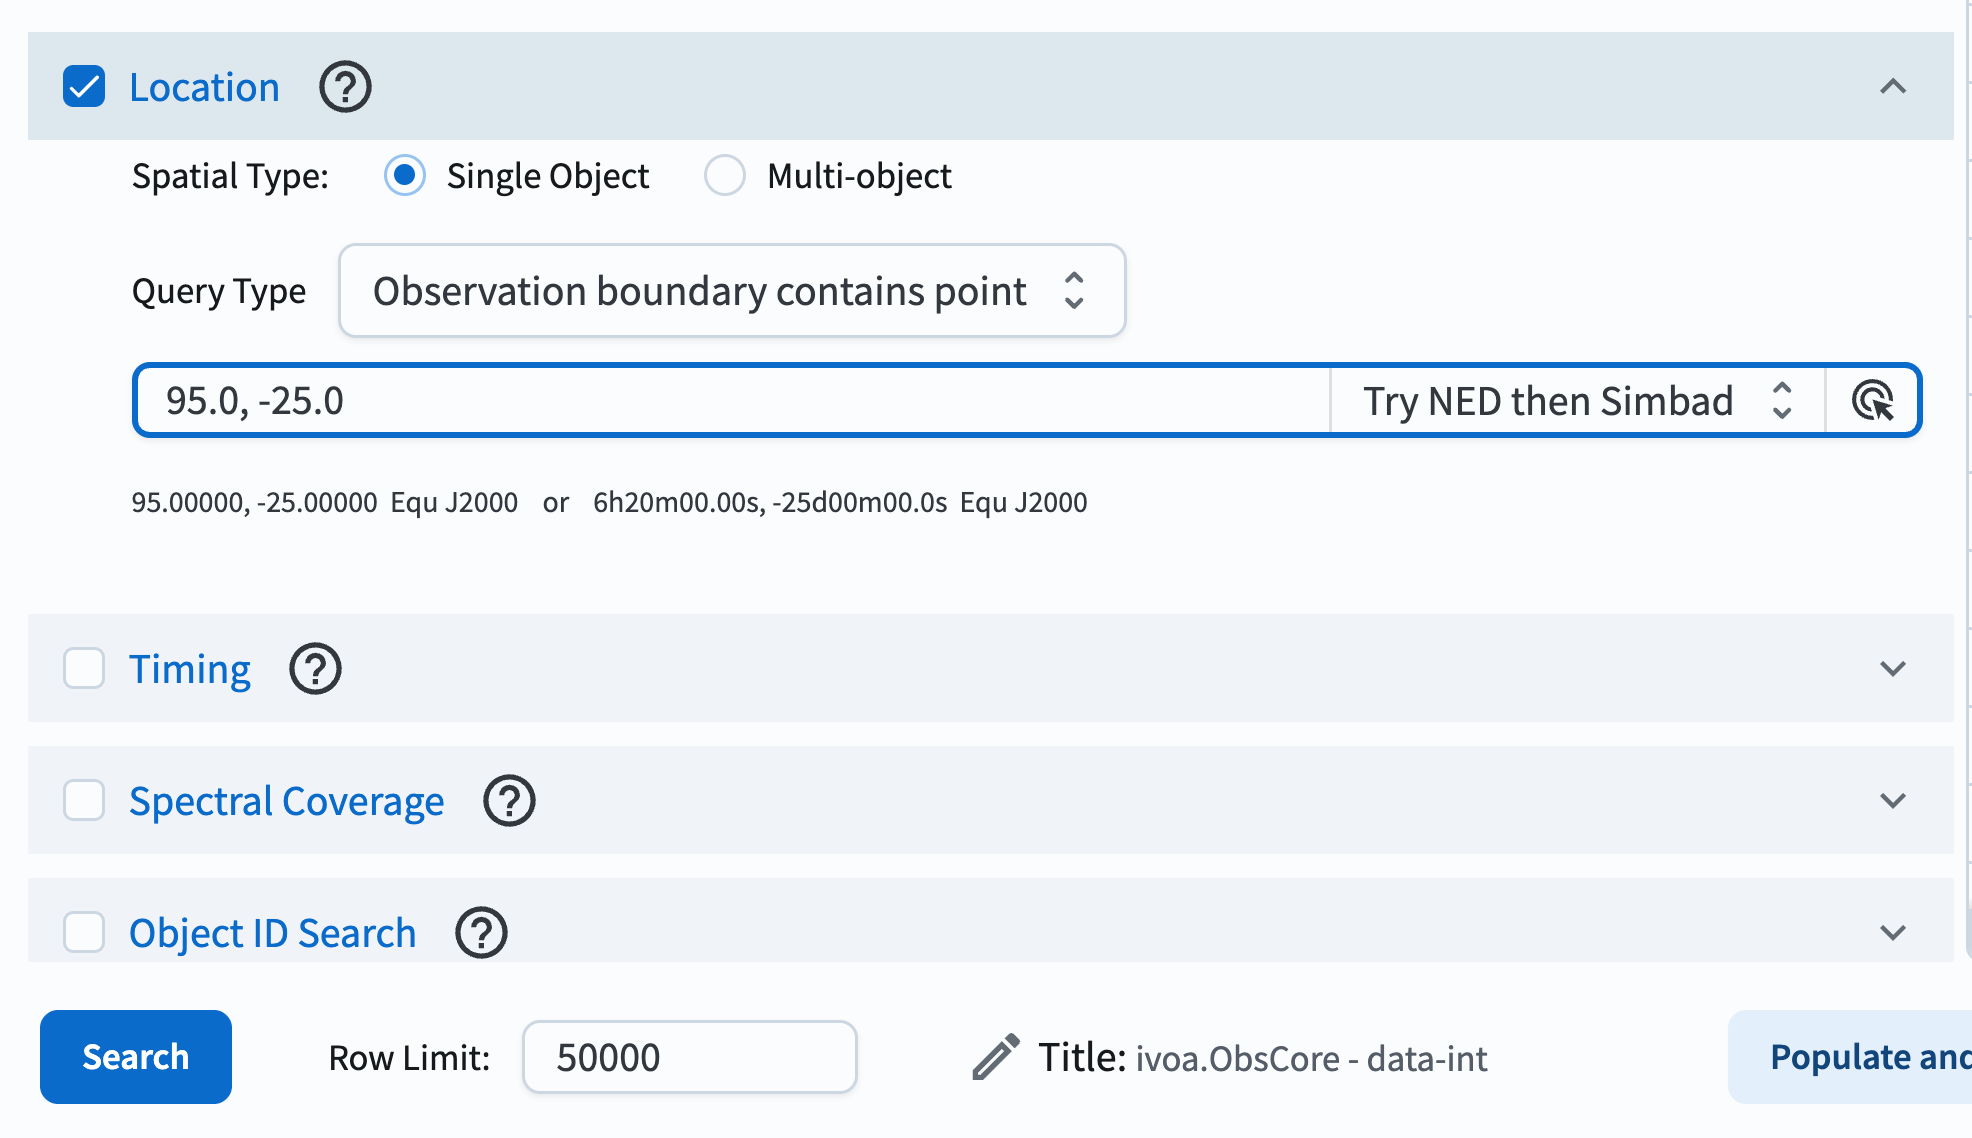 Location
Spatial Type: Single Object Multi-object
Query Type Observation boundary contains point
95.0, -25.0 Try NED then Simbad
95.00000, -25.00000 Equ J2000 or 6h20m00.00s, -25d00m00.0s Equ J2000
Timing
Spectral Coverage
Object ID Search
Search Row Limit: 50000 Title: ivoa.ObsCore - data-int Populate and